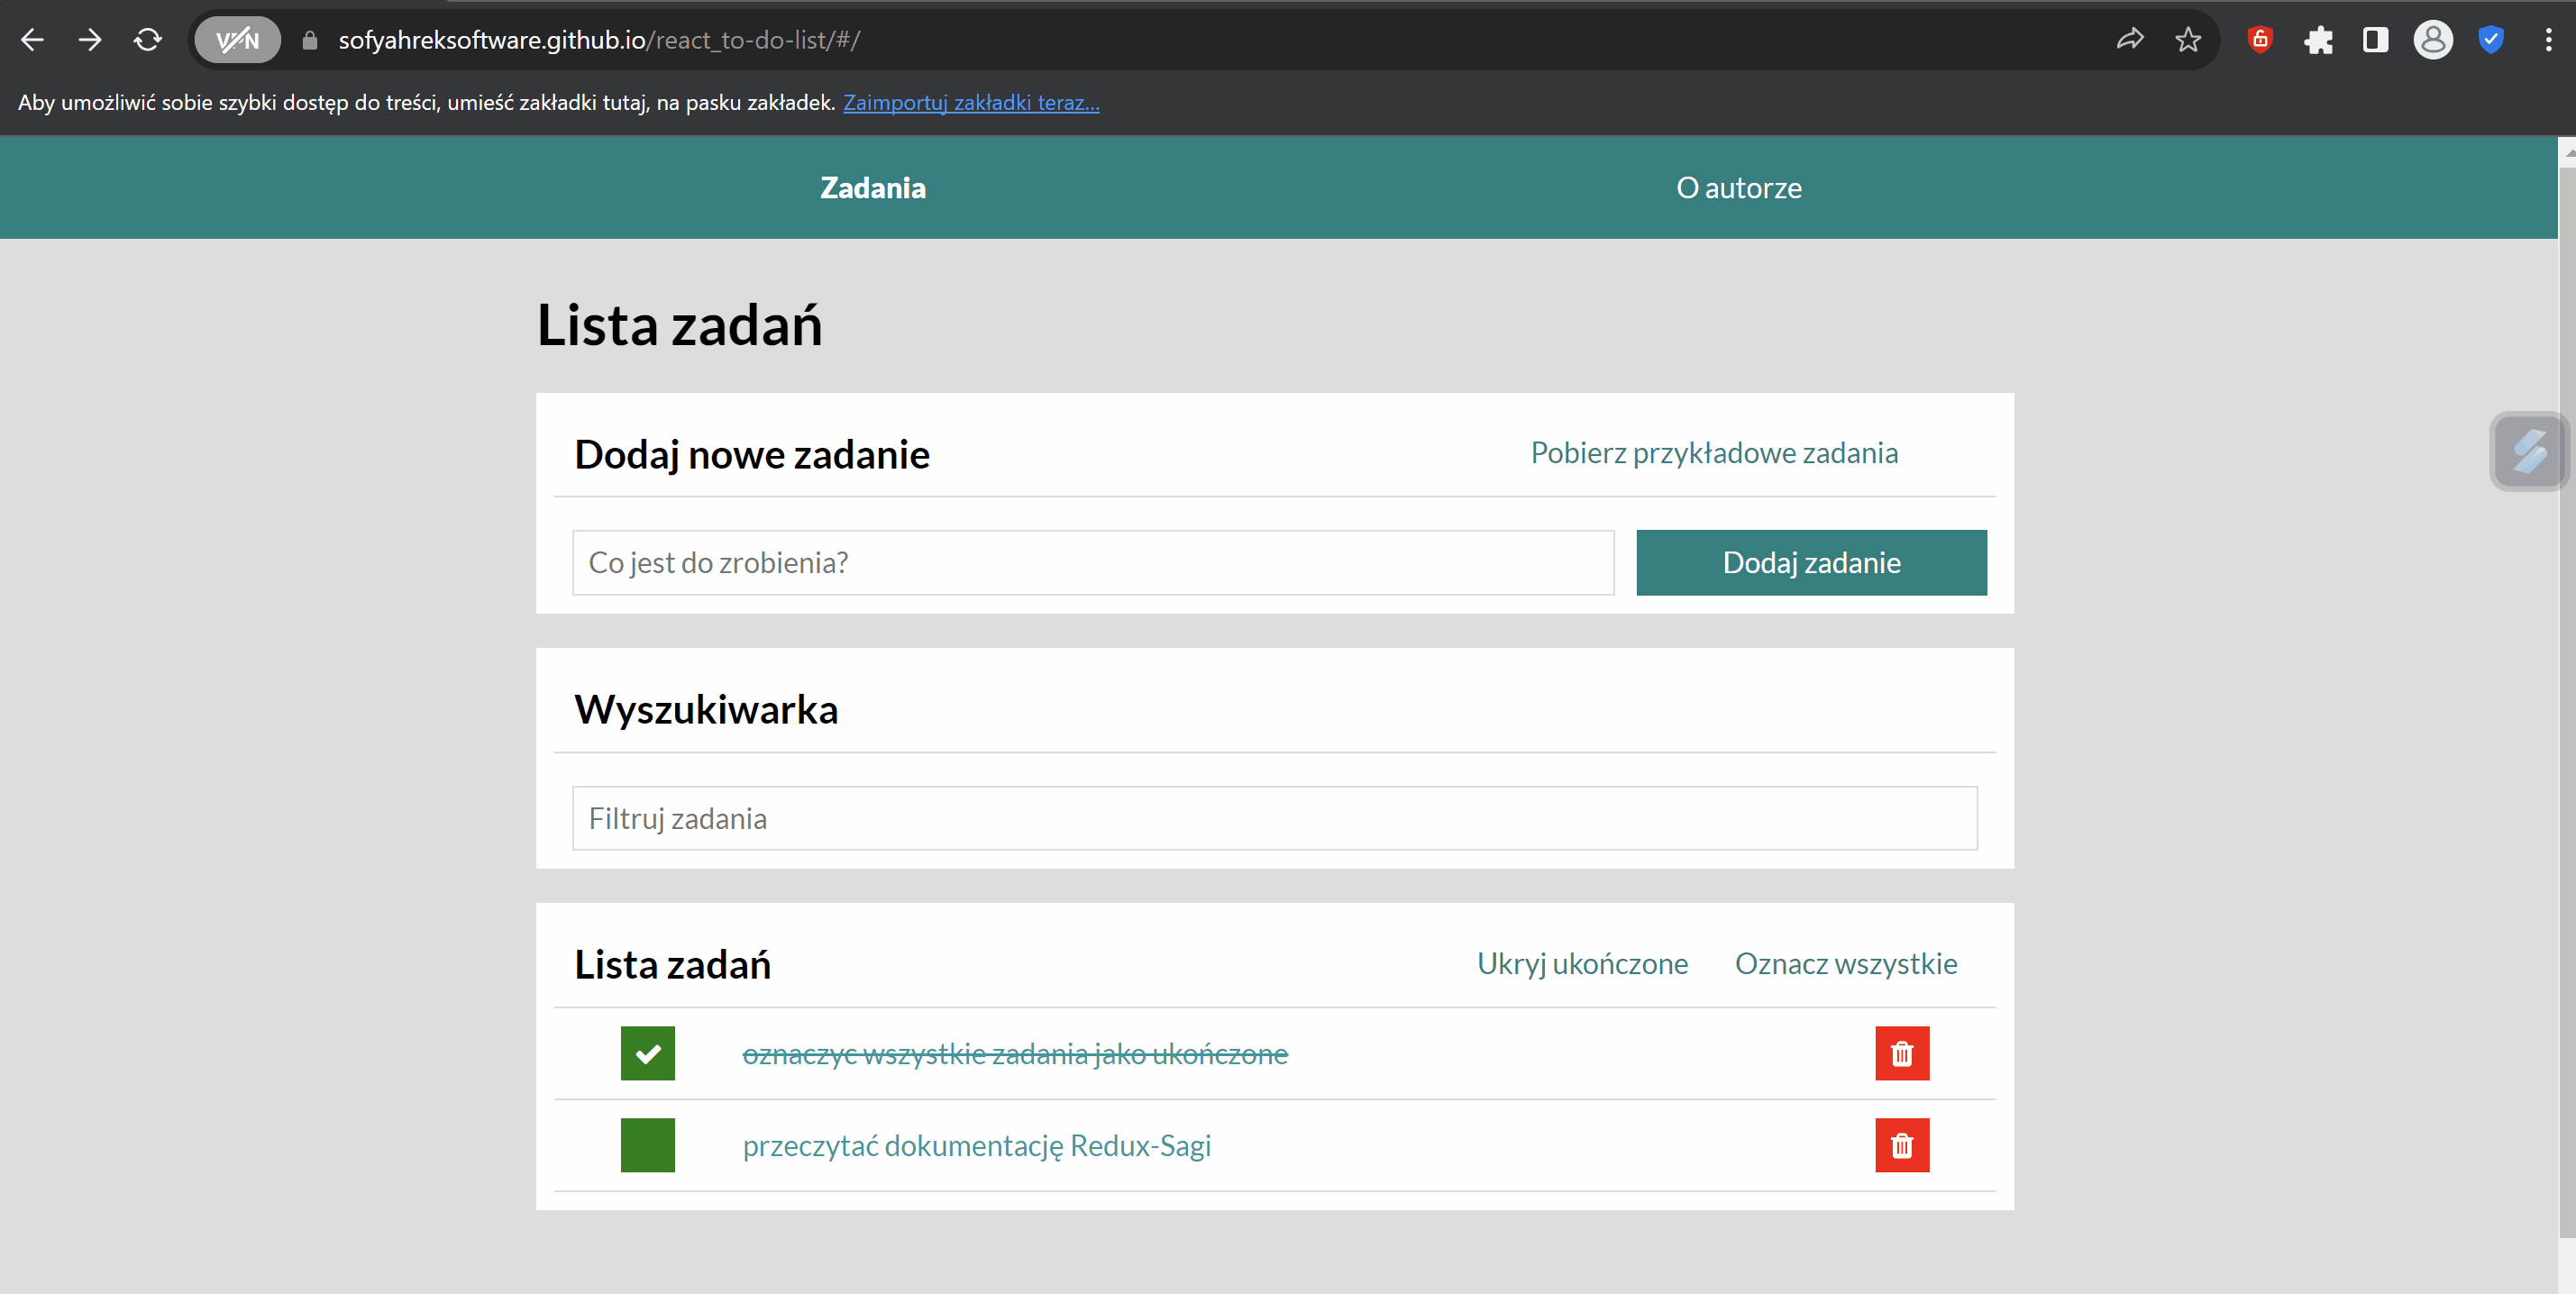 VPN sofyahreksoftware.github.io/react_to-do-list/#/
Aby umożliwić sobie szybki dostęp do treści, umieść zakładki tutaj, na pasku zakładek. Zaimportuj zakładki teraz...
Zadania O autorze
Lista zadań
Dodaj nowe zadanie Pobierz przykładowe zadania
Co jest do zrobienia? Dodaj zadanie
Wyszukiwarka
Filtruj zadania
Lista zadań Ukryj ukończone Oznacz wszystkie
oznaczyc wszystkie zadania jako ukończone
przeczytać dokumentację Redux-Sagi